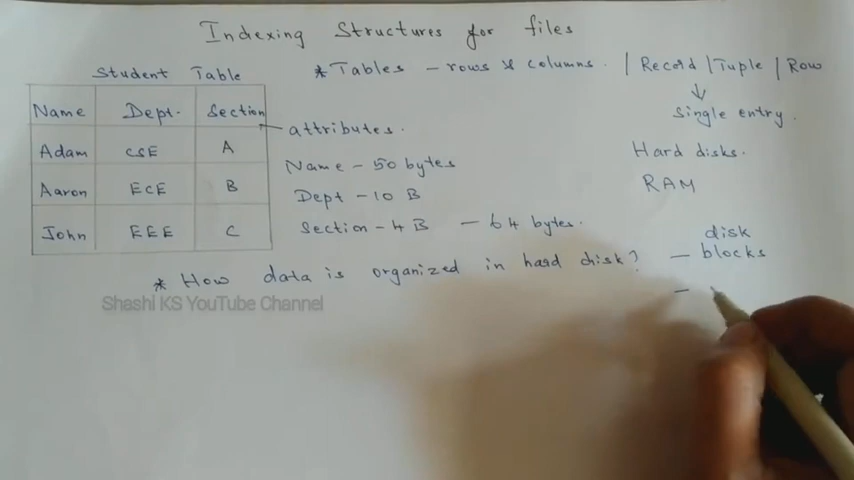 Indexing Structures for files
Student Table
* Tables - rows & columns. | Record | Tuple | Row
Name Dept. Section
Single entry.
attributes.
Adam CSE A
Hard disks.
Name - 50 bytes
Aaron ECE B
RAM
Dept - 10 B
John EEE C
Section - 4 B - 64 bytes.
* How data is organized in hard disk? - disk blocks
Shashi KS YouTube Channel